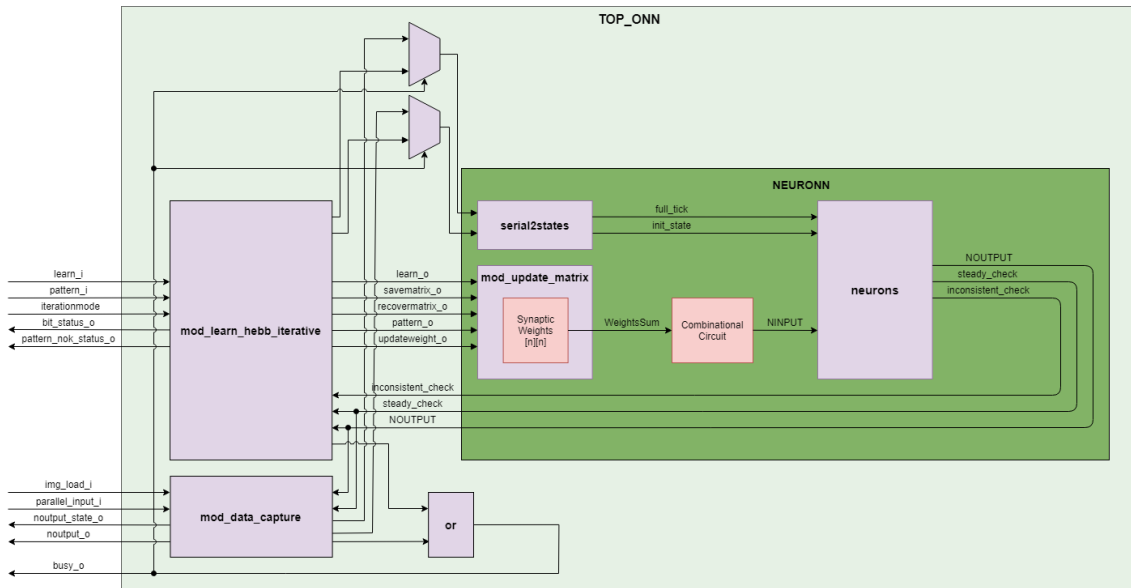 TOP_ONN
NEURONN
serial2states
full_tick
init_state
mod_learn_hebb_iterative
learn_i
pattern_i
iterationmode
bit_status_o
pattern_nok_status_o
learn_o
savematrix_o
recovermatrix_o
pattern_o
updateweight_o
mod_update_matrix
Synaptic
Weights
[n][n]
WeightsSum
Combinational
Circuit
NINPUT
neurons
NOUTPUT
steady_check
inconsistent_check
inconsistent_check
steady_check
NOUTPUT
img_load_i
parallel_input_i
noutput_state_o
noutput_o
mod_data_capture
or
busy_o